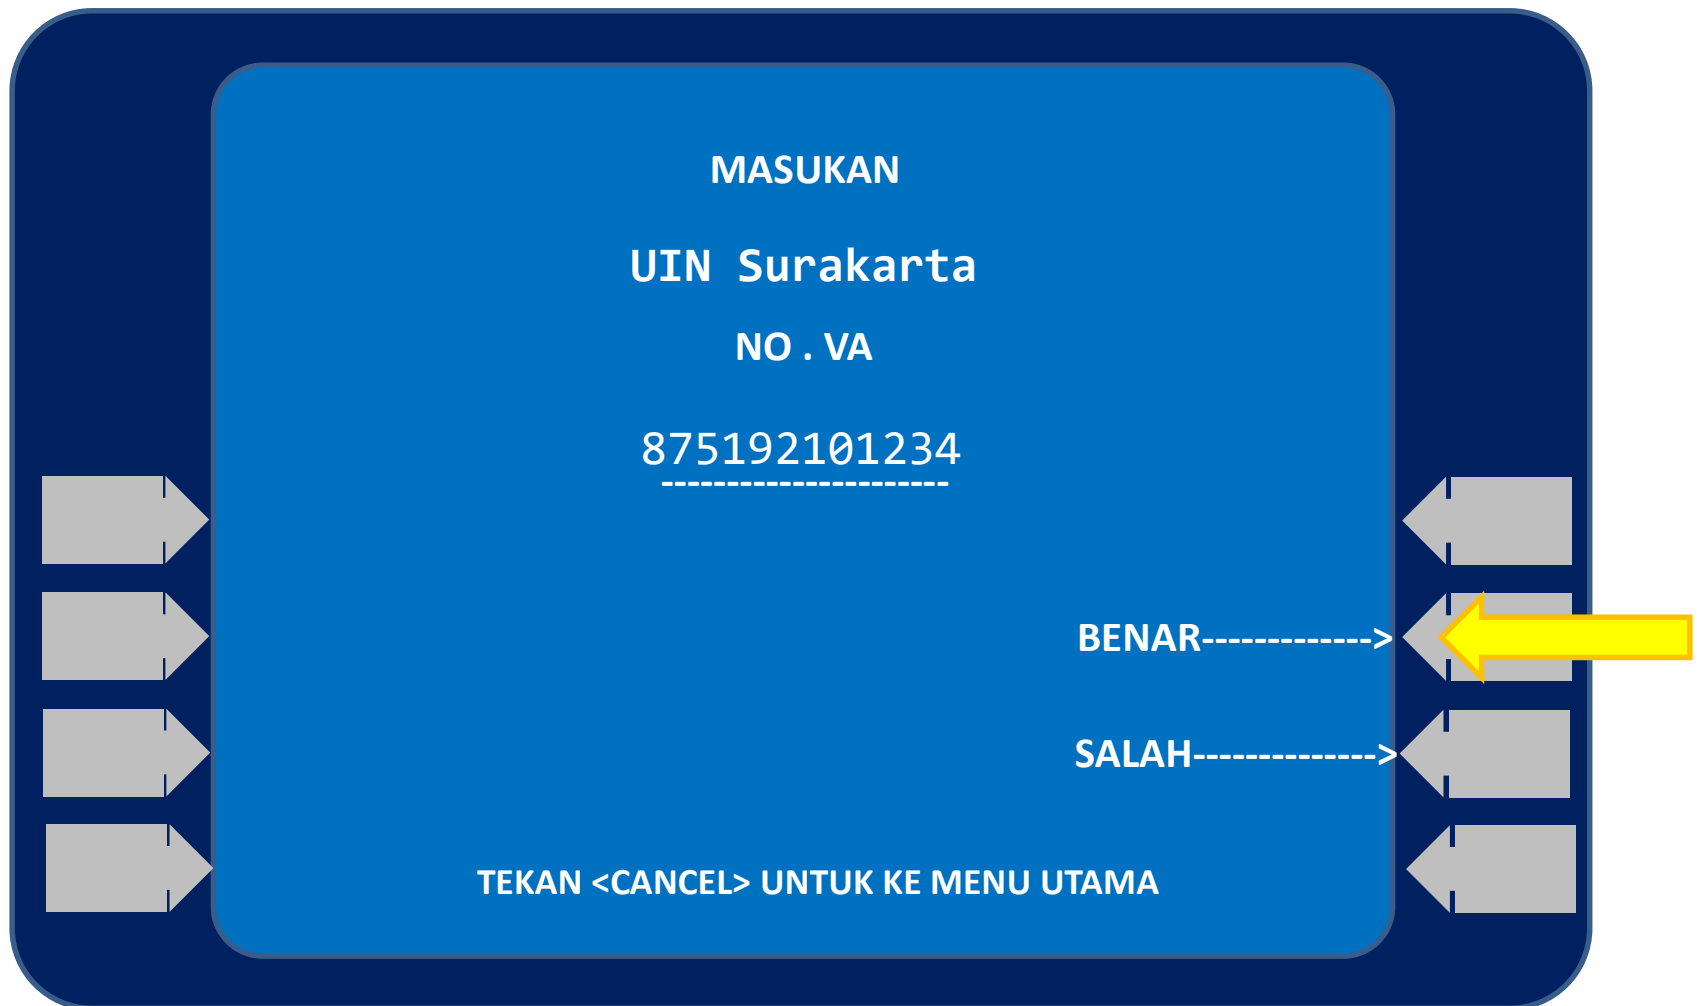 MASUKAN
UIN Surakarta
NO . VA
875192101234
----------------------
BENAR------------->
SALAH-------------->
TEKAN <CANCEL> UNTUK KE MENU UTAMA